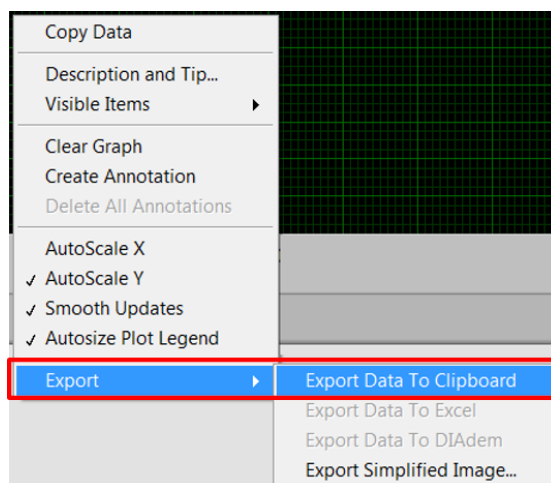 Copy Data
Description and Tip...
Visible Items
Clear Graph
Create Annotation
Delete All Annotations
AutoScale X
AutoScale Y
Smooth Updates
Autosize Plot Legend
Export
Export Data To Clipboard
Export Data To Excel
Export Data To DIAdem
Export Simplified Image...